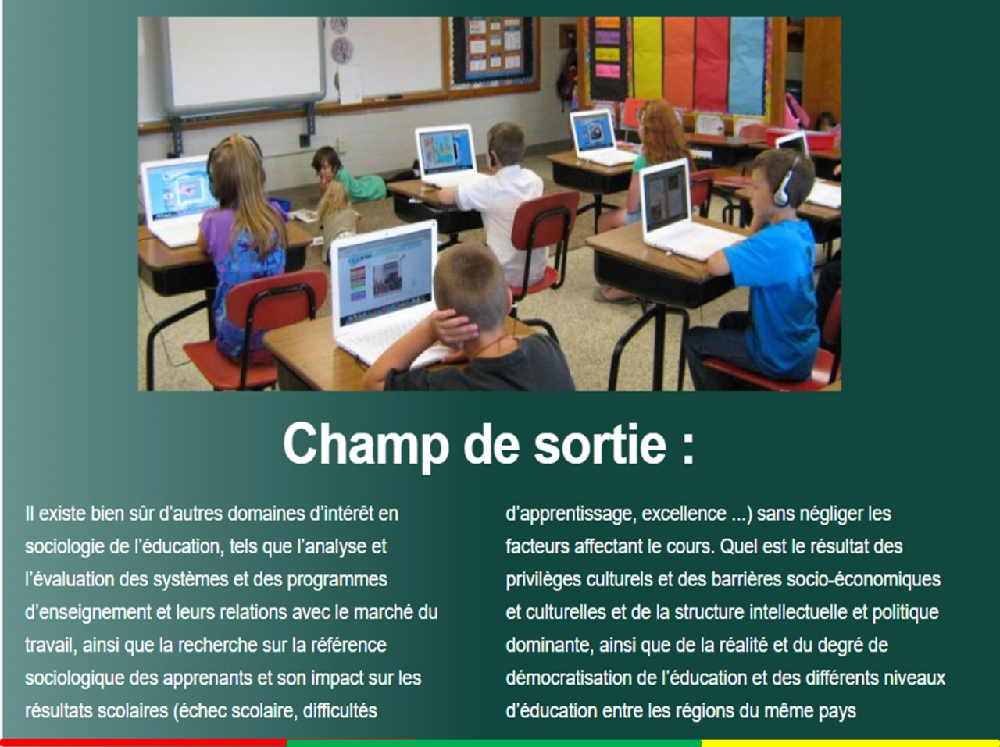 Champ de sortie :
Il existe bien sûr d’autres domaines d’intérêt en
sociologie de l’éducation, tels que l’analyse et
l’évaluation des systèmes et des programmes
d’enseignement et leurs relations avec le marché du
travail, ainsi que la recherche sur la référence
sociologique des apprenants et son impact sur les
résultats scolaires (échec scolaire, difficultés
d’apprentissage, excellence ...) sans négliger les
facteurs affectant le cours. Quel est le résultat des
privilèges culturels et des barrières socio-économiques
et culturelles et de la structure intellectuelle et politique
dominante, ainsi que de la réalité et du degré de
démocratisation de l’éducation et des différents niveaux
d’éducation entre les régions du même pays